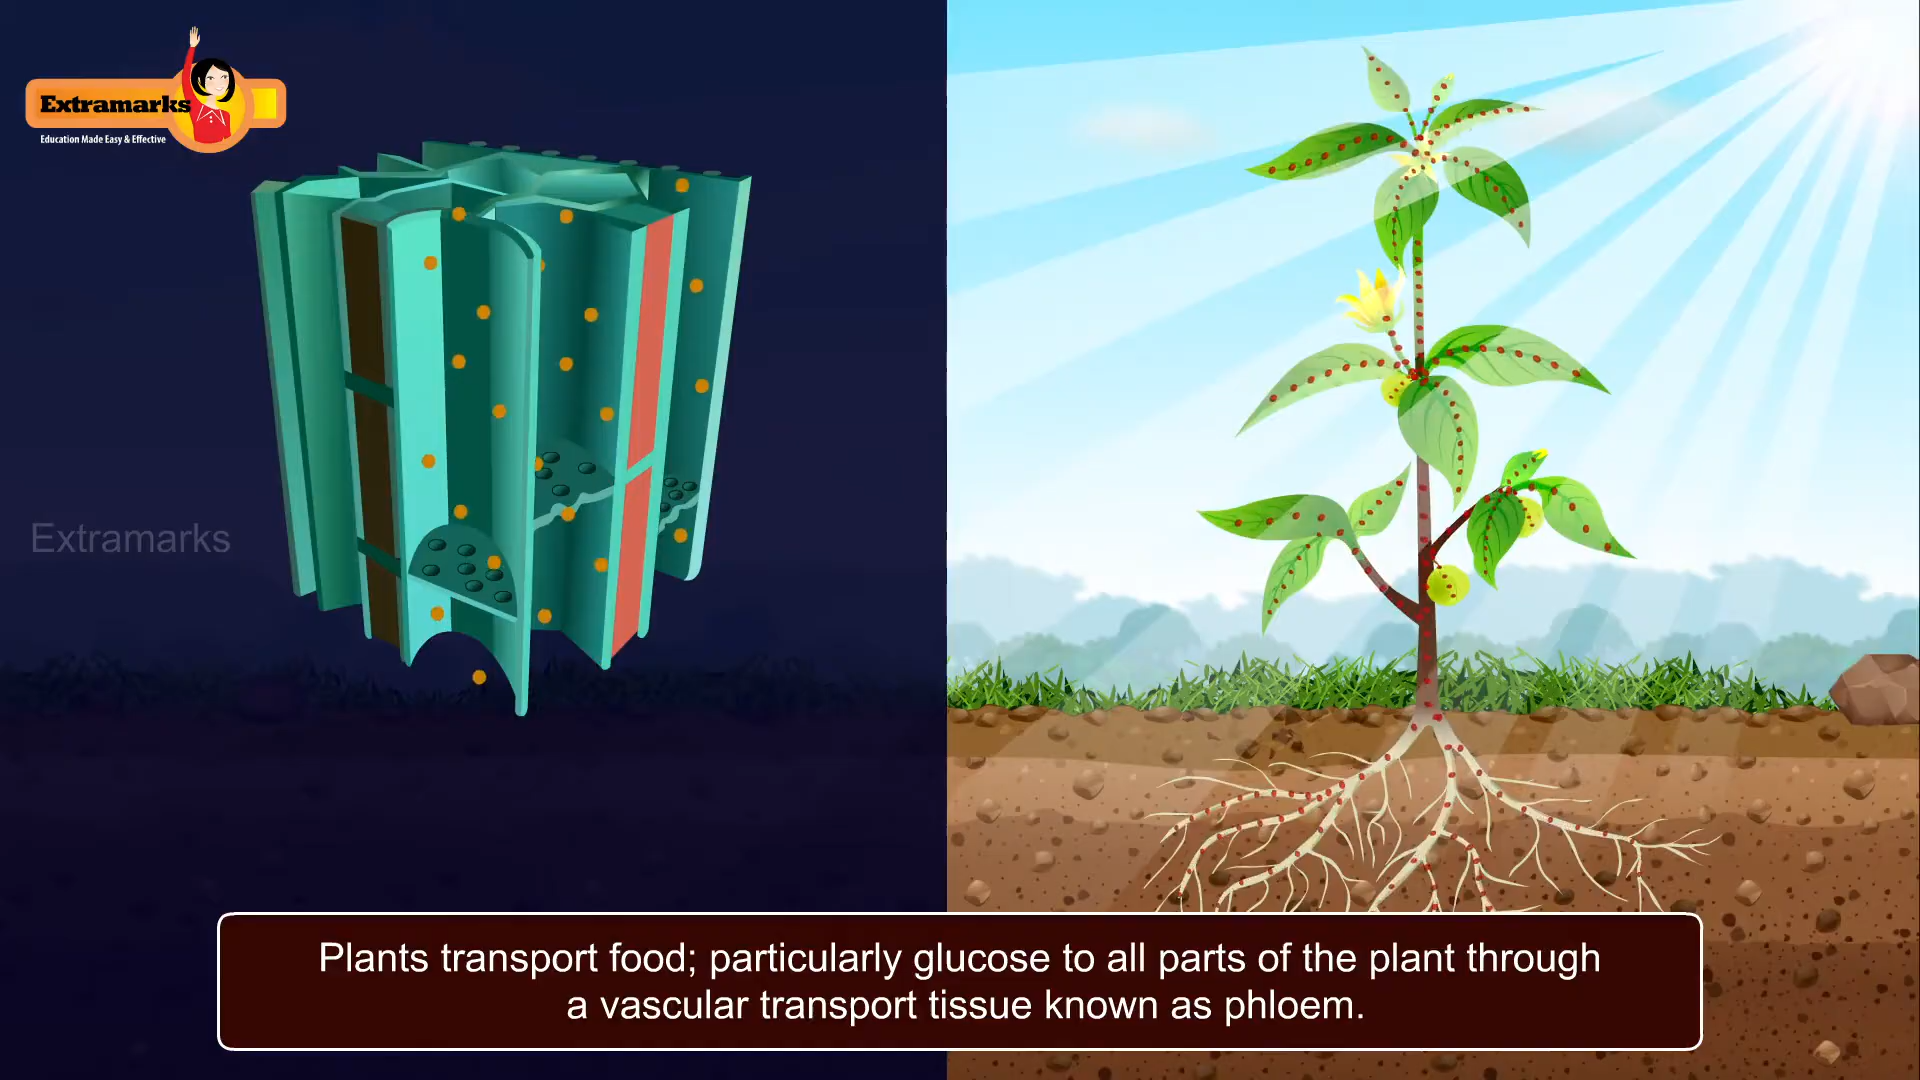 Extramarks
Education Made Easy & Effective
Extramarks
Plants transport food; particularly glucose to all parts of the plant through
a vascular transport tissue known as phloem.